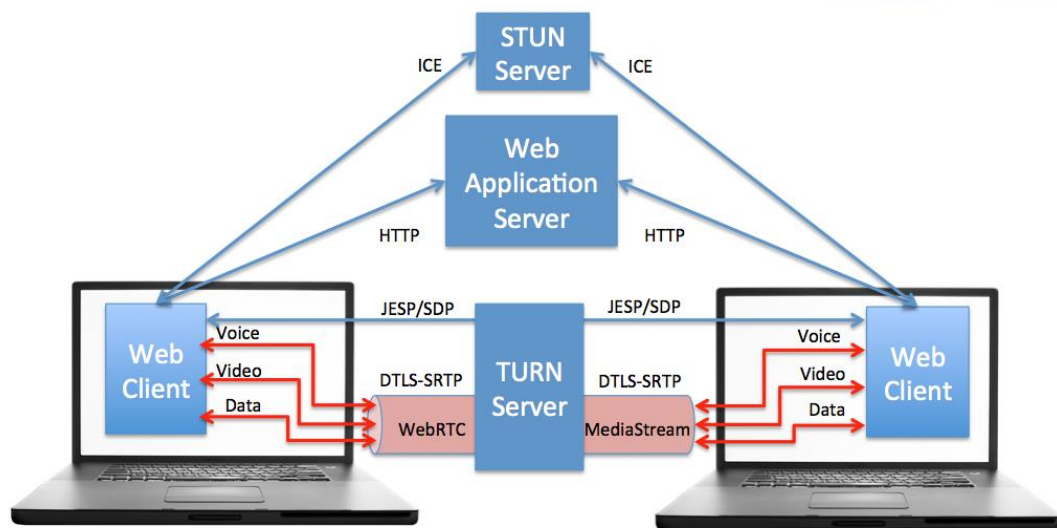 STUN
Server
ICE
ICE
Web
Application
Server
HTTP
HTTP
JESP/SDP
JESP/SDP
Web
Client
Voice
Video
Data
DTLS-SRTP
WebRTC
TURN
Server
DTLS-SRTP
MediaStream
Voice
Video
Data
Web
Client